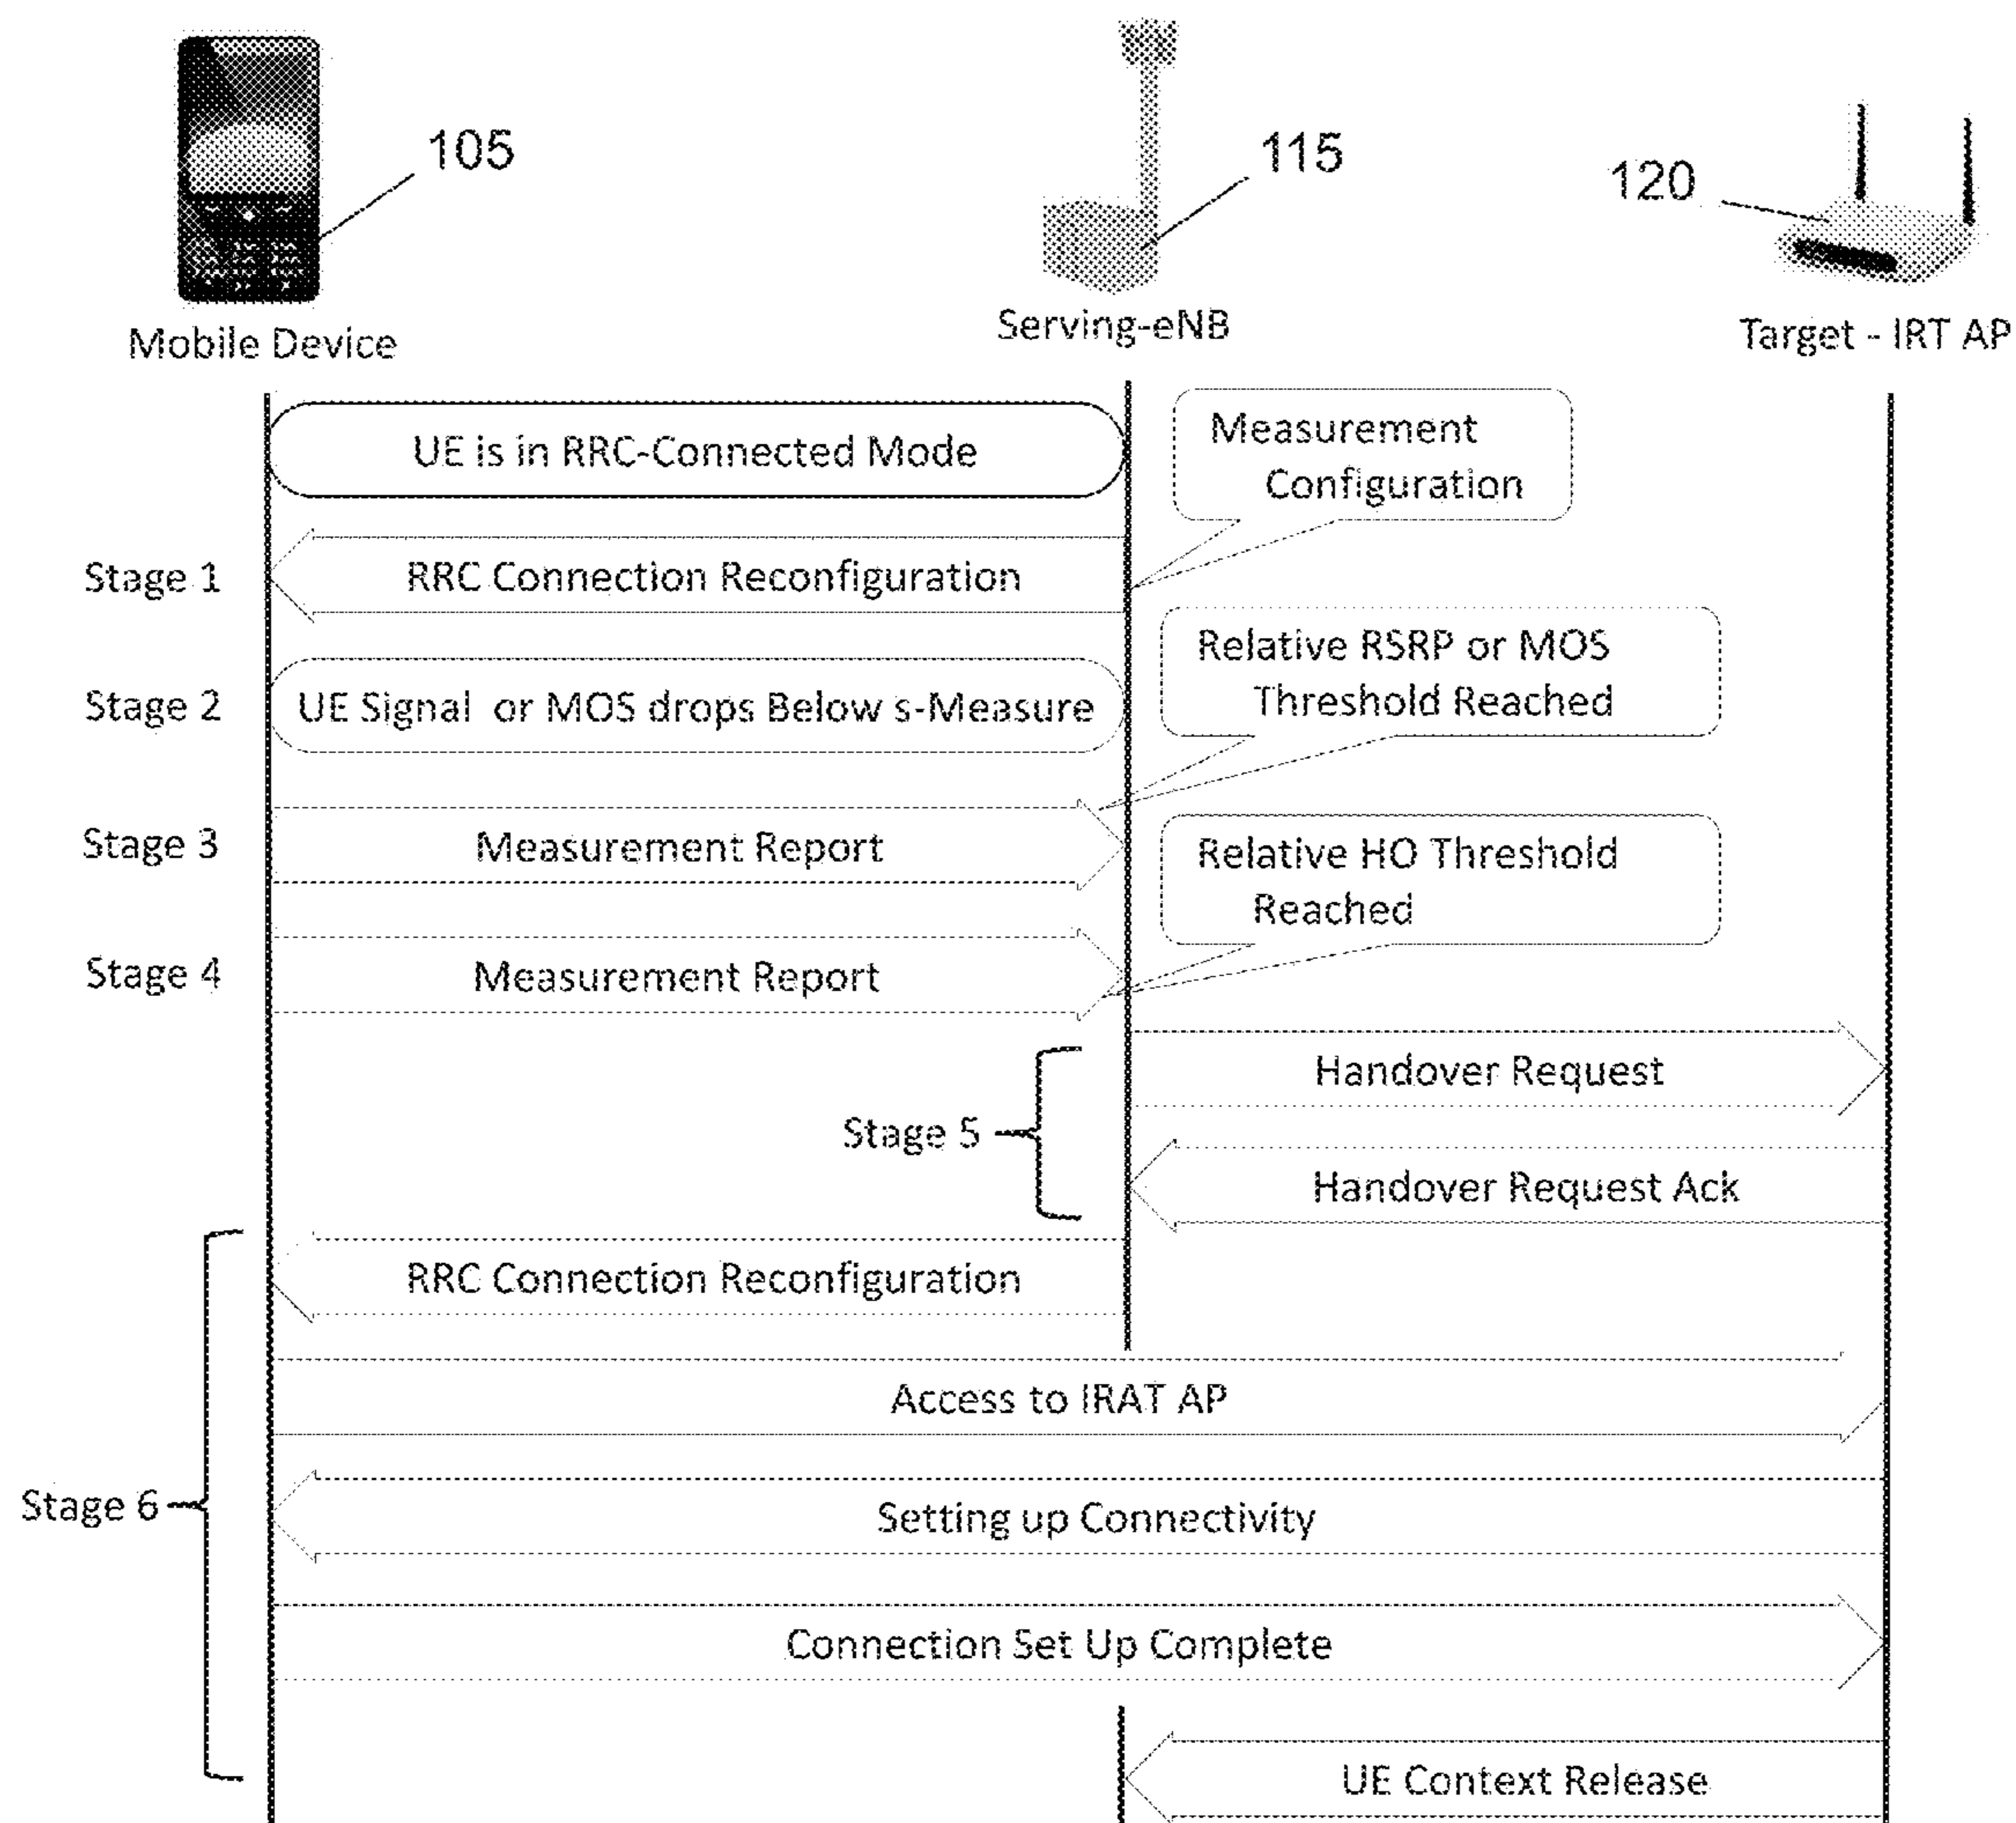 105
115
120
Mobile Device
Serving-eNB
Target - IRT AP
UE is in RRC-Connected Mode
Measurement
Configuration
Stage 1
RRC Connection Reconfiguration
Relative RSRP or MOS
Threshold Reached
Stage 2
UE Signal or MOS drops Below s-Measure
Stage 3
Measurement Report
Relative HO Threshold
Reached
Stage 4
Measurement Report
Handover Request
Stage 5
Handover Request Ack
RRC Connection Reconfiguration
Access to IRAT AP
Stage 6
Setting up Connectivity
Connection Set Up Complete
UE Context Release